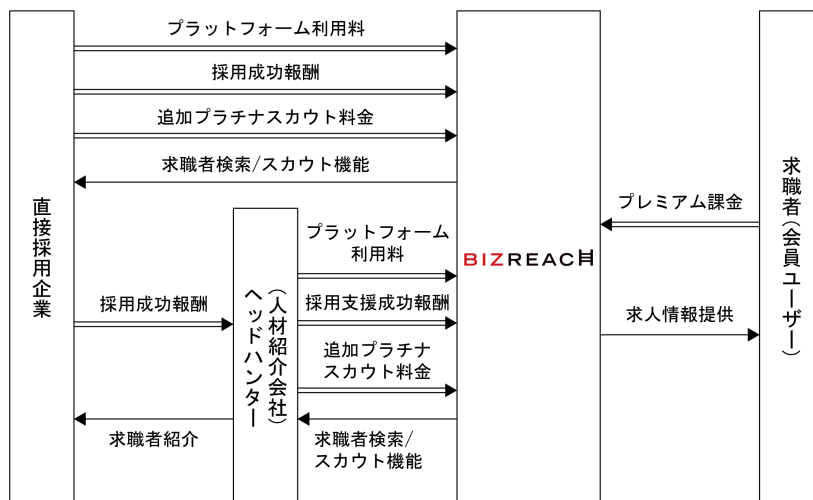 プラットフォーム利用料
採用成功報酬
追加プラチナスカウト料金
求職者検索/スカウト機能
直接採用企業
採用成功報酬
求職者紹介
(人材紹介会社)
ヘッドハンター
プラットフォーム
利用料
採用支援成功報酬
追加プラチナ
スカウト料金
求職者検索/
スカウト機能
BIZREACH
プレミアム課金
求人情報提供
求職者(会員ユーザー)